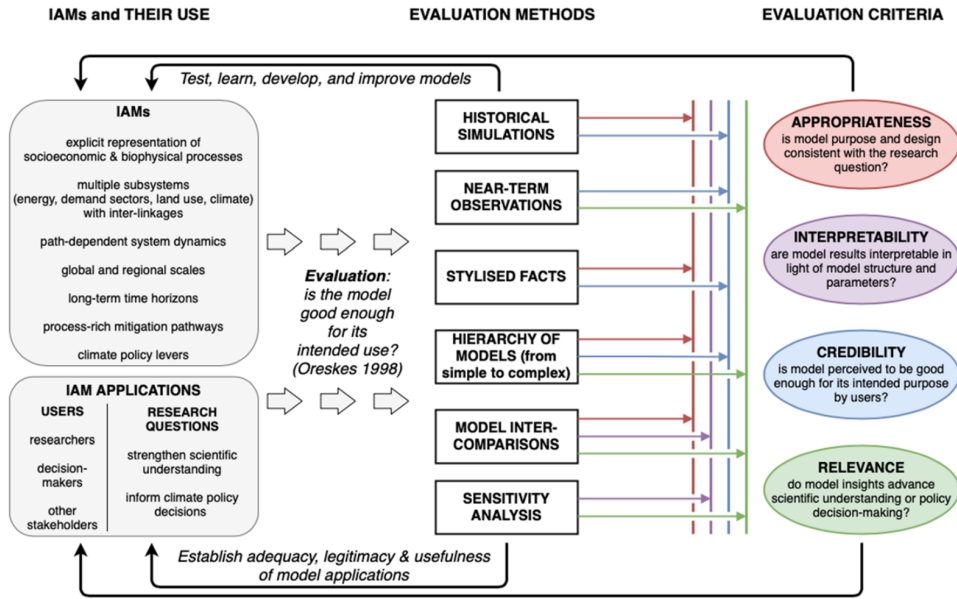 IAMs and THEIR USE
EVALUATION METHODS
EVALUATION CRITERIA
Test, learn, develop, and improve models
IAMs
explicit representation of
socioeconomic & biophysical processes
multiple subsystems
(energy, demand sectors, land use, climate)
with inter-linkages
path-dependent system dynamics
global and regional scales
long-term time horizons
process-rich mitigation pathways
climate policy levers
IAM APPLICATIONS
USERS
researchers
decision-
makers
other
stakeholders
RESEARCH
QUESTIONS
strengthen scientific
understanding
inform climate policy
decisions
Evaluation:
is the model
good enough
for its
intended use?
(Oreskes 1998)
HISTORICAL
SIMULATIONS
NEAR-TERM
OBSERVATIONS
STYLISED FACTS
HIERARCHY OF
MODELS (from
simple to complex)
MODEL INTER-
COMPARISONS
SENSITIVITY
ANALYSIS
APPROPRIATENESS
is model purpose and design
consistent with the research
question?
INTERPRETABILITY
are model results interpretable in
light of model structure and
parameters?
CREDIBILITY
is model perceived to be good
enough for its intended purpose
by users?
RELEVANCE
do model insights advance
scientific understanding or policy
decision-making?
Establish adequacy, legitimacy & usefulness
of model applications